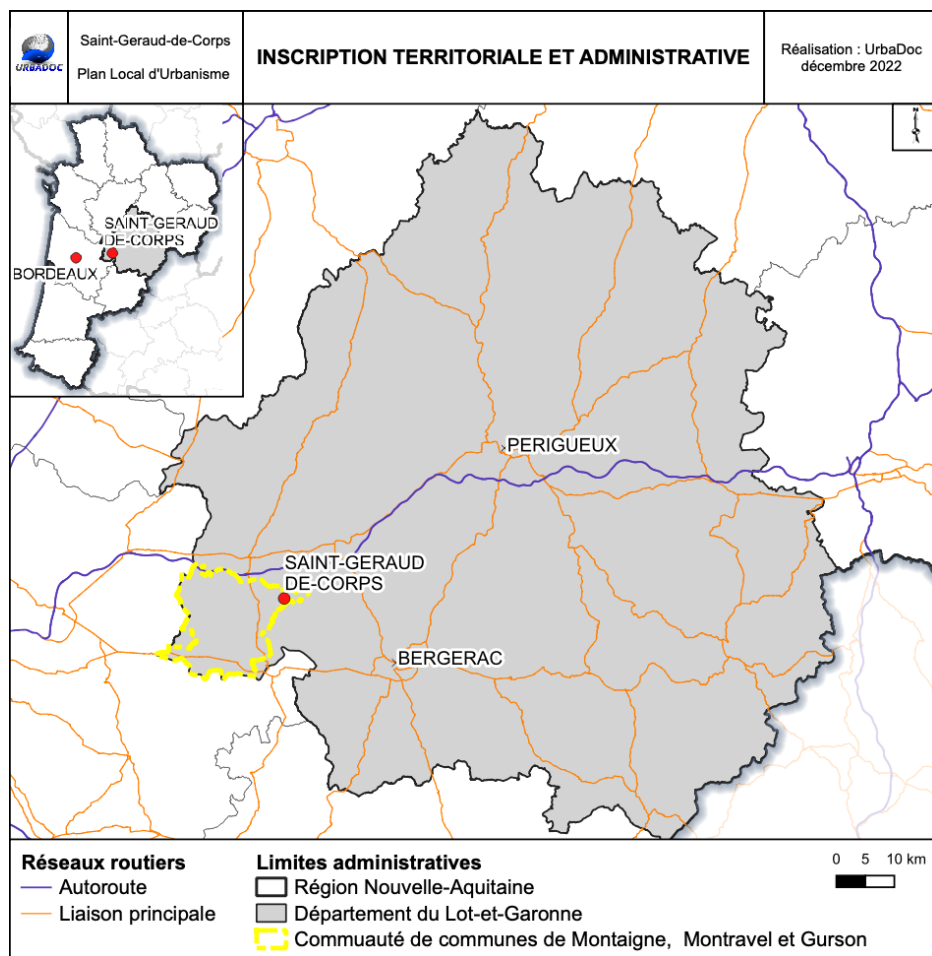 URBADOC
Saint-Geraud-de-Corps
Plan Local d'Urbanisme
INSCRIPTION TERRITORIALE ET ADMINISTRATIVE
Réalisation : UrbaDoc
décembre 2022
N
SAINT-GERAUD
DE-CORPS
BORDEAUX
PERIGUEUX
SAINT-GERAUD
DE-CORPS
BERGERAC
Réseaux routiers
Autoroute
Liaison principale
Limites administratives
Région Nouvelle-Aquitaine
Département du Lot-et-Garonne
Commuauté de communes de Montaigne, Montravel et Gurson
0 5 10 km